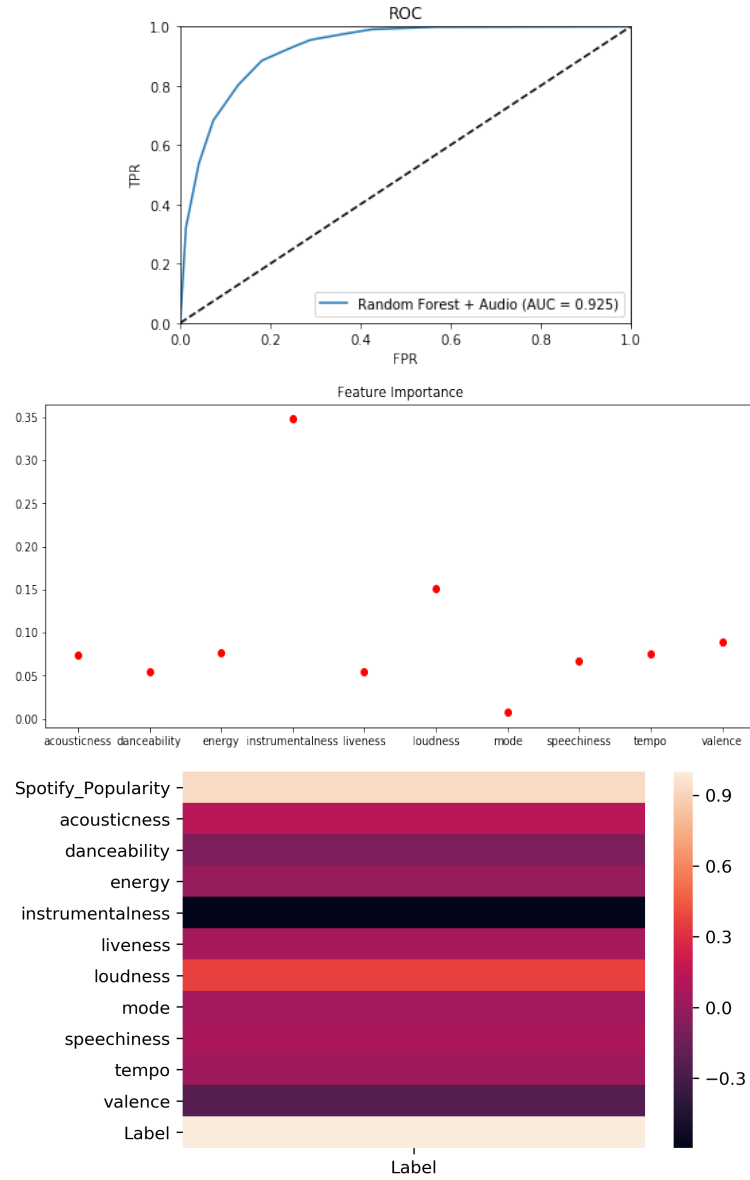 ROC
1.0
0.8
0.6
0.4
0.2
0.0
TPR
Random Forest + Audio (AUC = 0.925)
0.0 0.2 0.4 0.6 0.8 1.0
FPR
Feature Importance
0.35
0.30
0.25
0.20
0.15
0.10
0.05
0.00
acousticness danceability energy instrumentalness liveness loudness mode speechiness tempo valence
Spotify_Popularity
acousticness
danceability
energy
instrumentalness
liveness
loudness
mode
speechiness
tempo
valence
Label
Label
0.9
0.6
0.3
0.0
−0.3